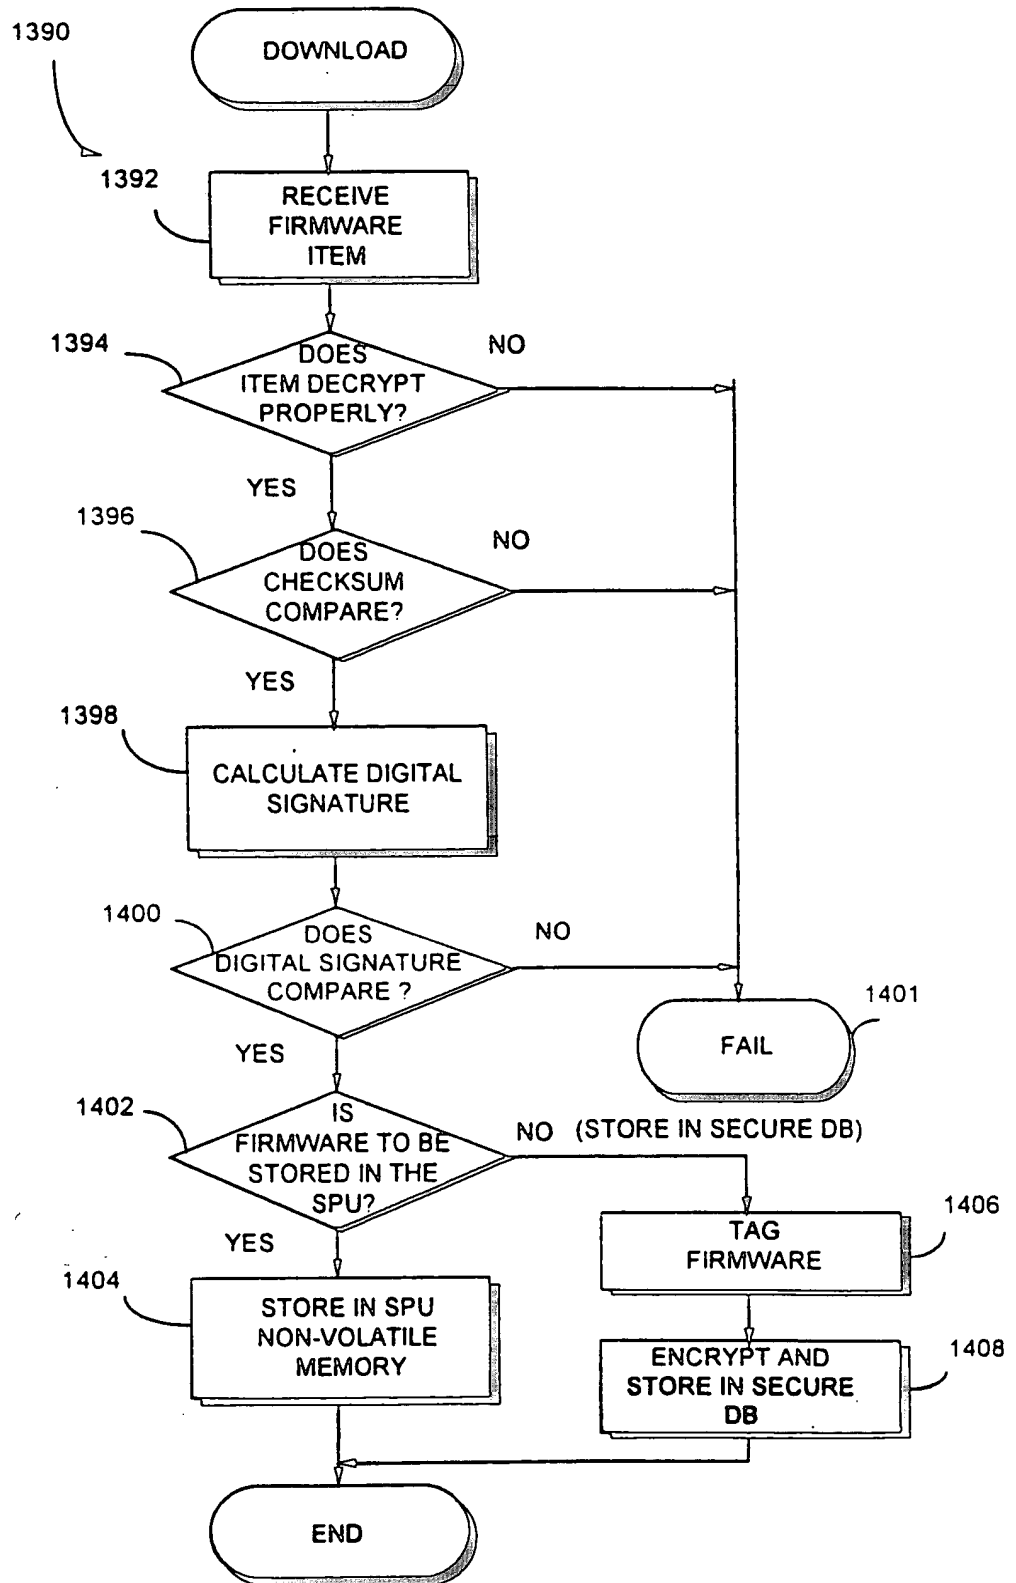 1390
DOWNLOAD
1392
RECEIVE
FIRMWARE
ITEM
1394
DOES
ITEM DECRYPT
PROPERLY?
NO
YES
1396
DOES
CHECKSUM
COMPARE?
NO
YES
1398
CALCULATE DIGITAL
SIGNATURE
1400
DOES
DIGITAL SIGNATURE
COMPARE ?
NO
1401
FAIL
YES
1402
IS
FIRMWARE TO BE
STORED IN THE
SPU?
NO (STORE IN SECURE DB)
YES
1406
TAG
FIRMWARE
1404
STORE IN SPU
NON-VOLATILE
MEMORY
1408
ENCRYPT AND
STORE IN SECURE
DB
END